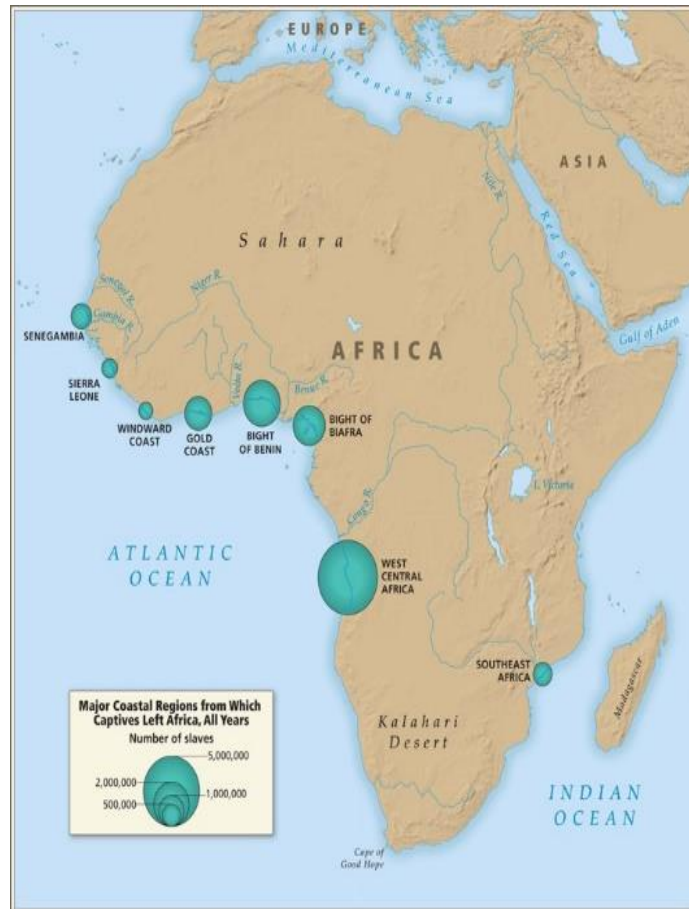 EUROPE
Mediterranean Sea
ASIA
Nile R.
Red Sea
Sahara
Senegal R.
Niger R.
Gambia R.
SENEGAMBIA
Gulf of Aden
AFRICA
SIERRA
LEONE
Volta R.
Benue R.
WINDWARD
COAST
GOLD
COAST
BIGHT
OF BENIN
BIGHT OF
BIAFRA
L. Victoria
Congo R.
ATLANTIC
OCEAN
WEST
CENTRAL
AFRICA
SOUTHEAST
AFRICA
Madagascar
Kalahari
Desert
INDIAN
OCEAN
Cape of
Good Hope
Major Coastal Regions from Which
Captives Left Africa, All Years
Number of slaves
5,000,000
2,000,000
1,000,000
500,000